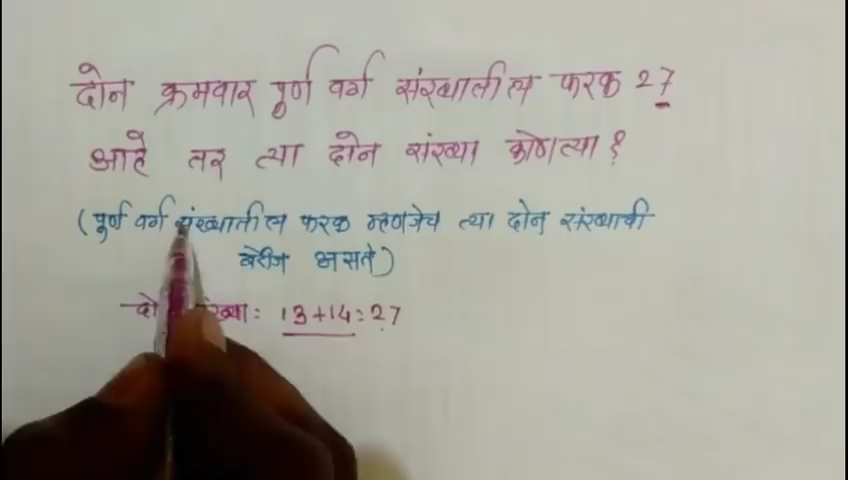 दोन क्रमवार पुर्ण वर्ग संख्यातील फरक 27
आहे तर त्या दोन संख्या कोणत्या ?
(पुर्ण वर्ग संख्यातील फरक म्हणजेच त्या दोन संख्याची
बेरीज असते)
13+14=27